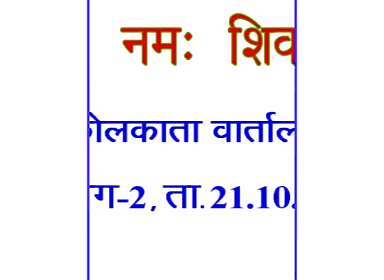 नमः शिव
ोलकाता वार्ताल
ग-2, ता.21.10.